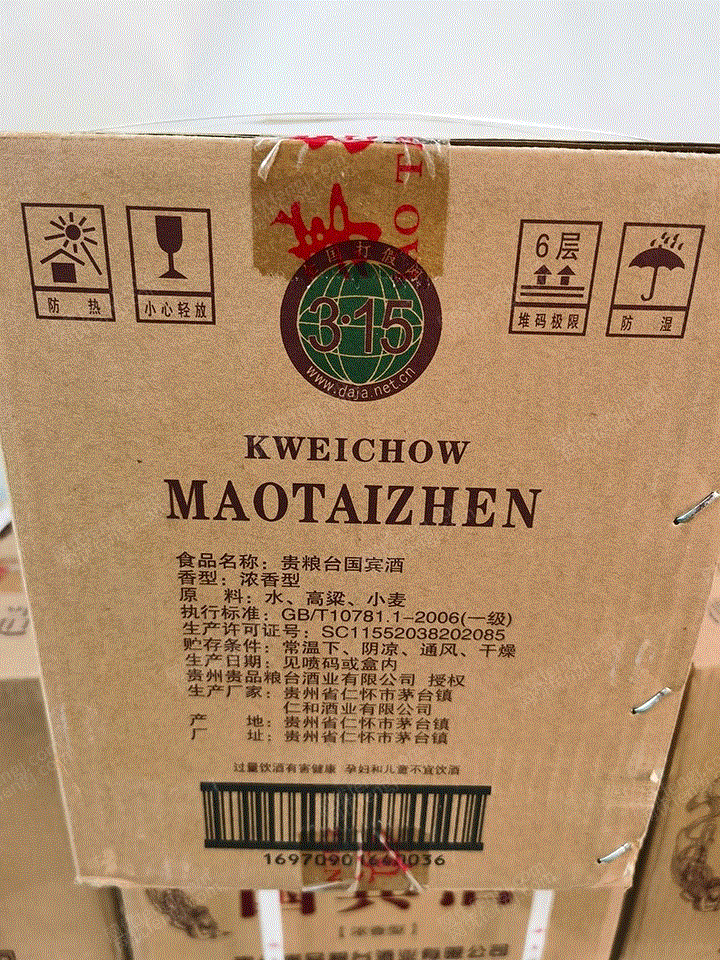 防 热
小心轻放
6层
堆码极限
防 湿
3·15
www.daja.net.cn
KWEICHOW
MAOTAIZHEN
食品名称：贵粮台国宾酒
香型：浓香型
原 料：水、高粱、小麦
执行标准：GB/T10781.1-2006(一级)
生产许可证号：SC11552038202085
贮存条件：常温下、阴凉、通风、干燥
生产日期：见喷码或盒内
贵州贵品粮台酒业有限公司 授权
生产厂家：贵州省仁怀市茅台镇
仁和酒业有限公司
产 地：贵州省仁怀市茅台镇
厂 址：贵州省仁怀市茅台镇
过量饮酒有害健康 孕妇和儿童不宜饮酒
国宾酒